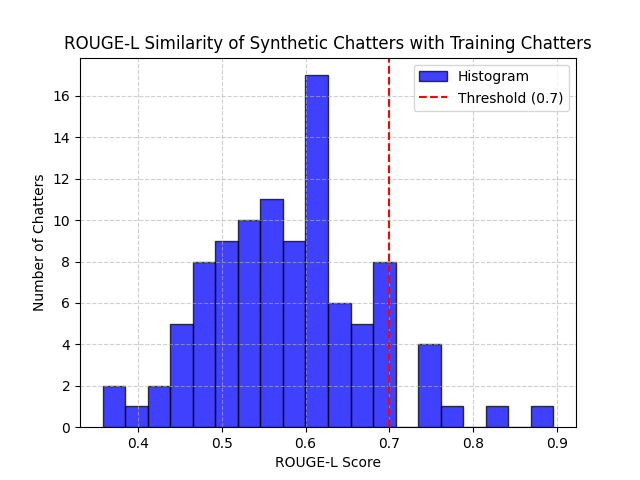 ROUGE-L Similarity of Synthetic Chatters with Training Chatters
Histogram
Threshold (0.7)
Number of Chatters
16
14
12
10
8
6
4
2
0
0.4 0.5 0.6 0.7 0.8 0.9
ROUGE-L Score